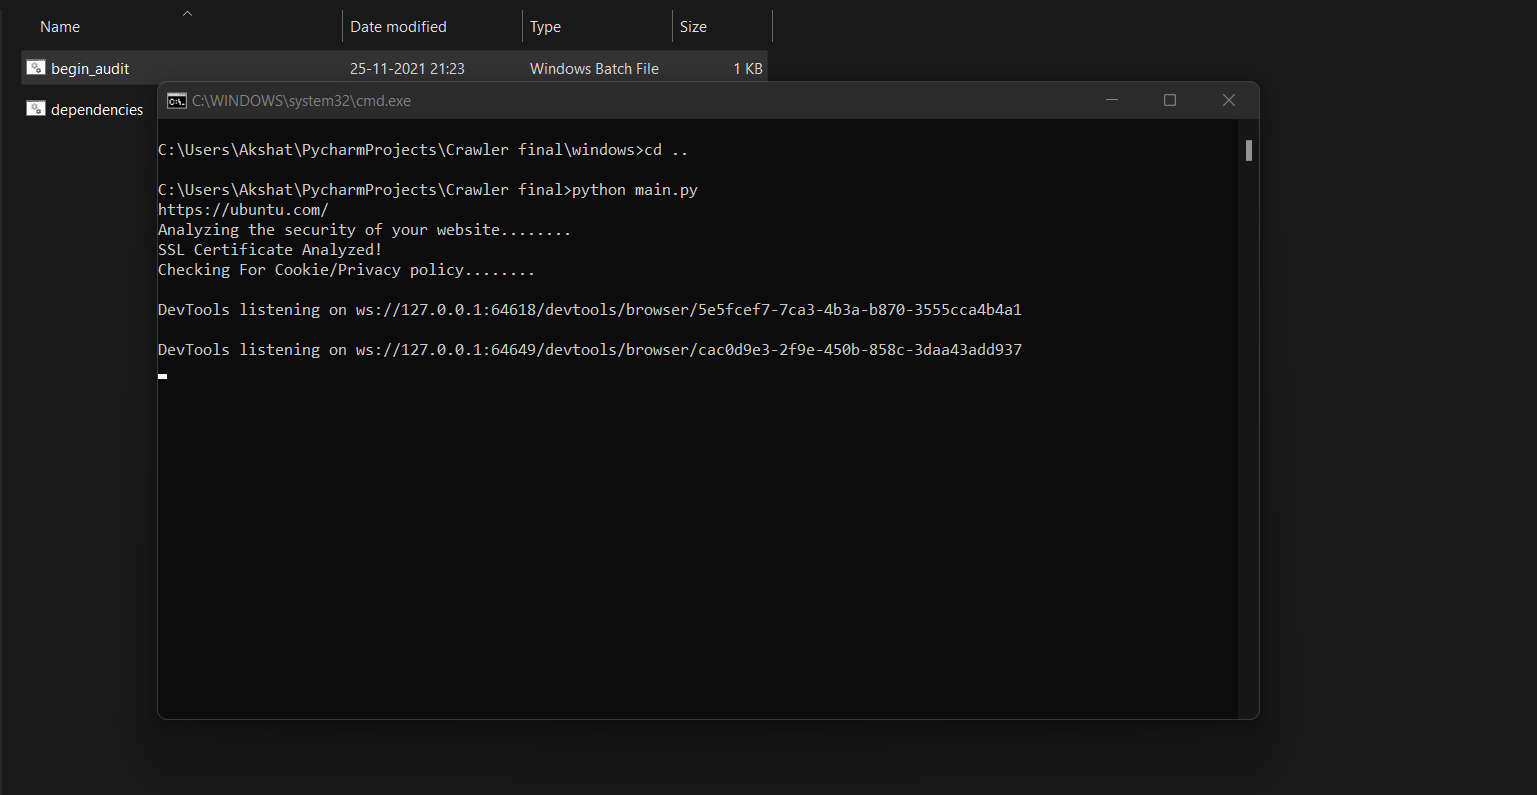 Name Date modified Type Size
begin_audit 25-11-2021 21:23 Windows Batch File 1 KB
dependencies
C:\WINDOWS\system32\cmd.exe
C:\Users\Akshat\PycharmProjects\Crawler final\windows>cd ..
C:\Users\Akshat\PycharmProjects\Crawler final>python main.py
https://ubuntu.com/
Analyzing the security of your website........
SSL Certificate Analyzed!
Checking For Cookie/Privacy policy........
DevTools listening on ws://127.0.0.1:64618/devtools/browser/5e5fcef7-7ca3-4b3a-b870-3555cca4b4a1
DevTools listening on ws://127.0.0.1:64649/devtools/browser/cac0d9e3-2f9e-450b-858c-3daa43add937